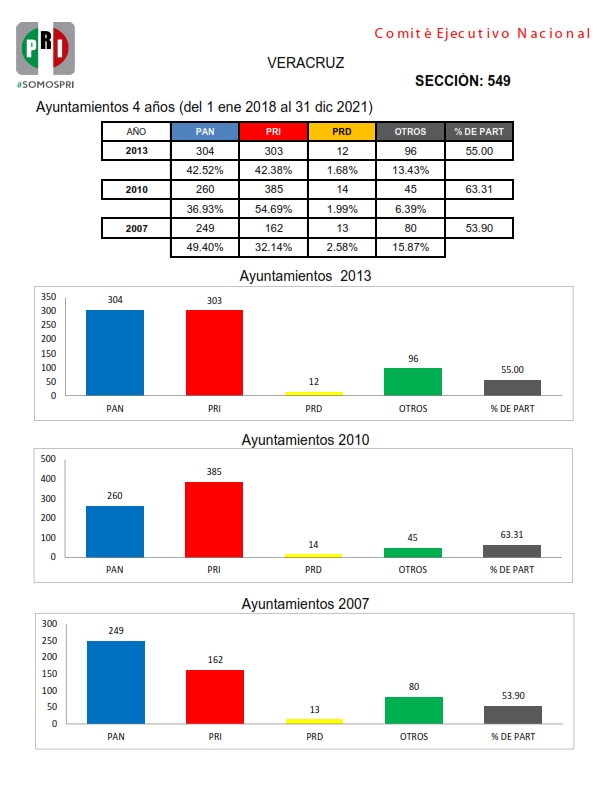 Comité Ejecutivo Nacional
PRI
#SOMOSPRI
VERACRUZ
SECCIÓN: 549
Ayuntamientos 4 años (del 1 ene 2018 al 31 dic 2021)
AÑO PAN PRI PRD OTROS % DE PART
2013 304 303 12 96 55.00
42.52% 42.38% 1.68% 13.43%
2010 260 385 14 45 63.31
36.93% 54.69% 1.99% 6.39%
2007 249 162 13 80 53.90
49.40% 32.14% 2.58% 15.87%
Ayuntamientos 2013
350
300
250
200
150
100
50
0
304 303 12 96 55.00
PAN PRI PRD OTROS % DE PART
Ayuntamientos 2010
500
400
300
200
100
0
260 385 14 45 63.31
PAN PRI PRD OTROS % DE PART
Ayuntamientos 2007
300
250
200
150
100
50
0
249 162 13 80 53.90
PAN PRI PRD OTROS % DE PART